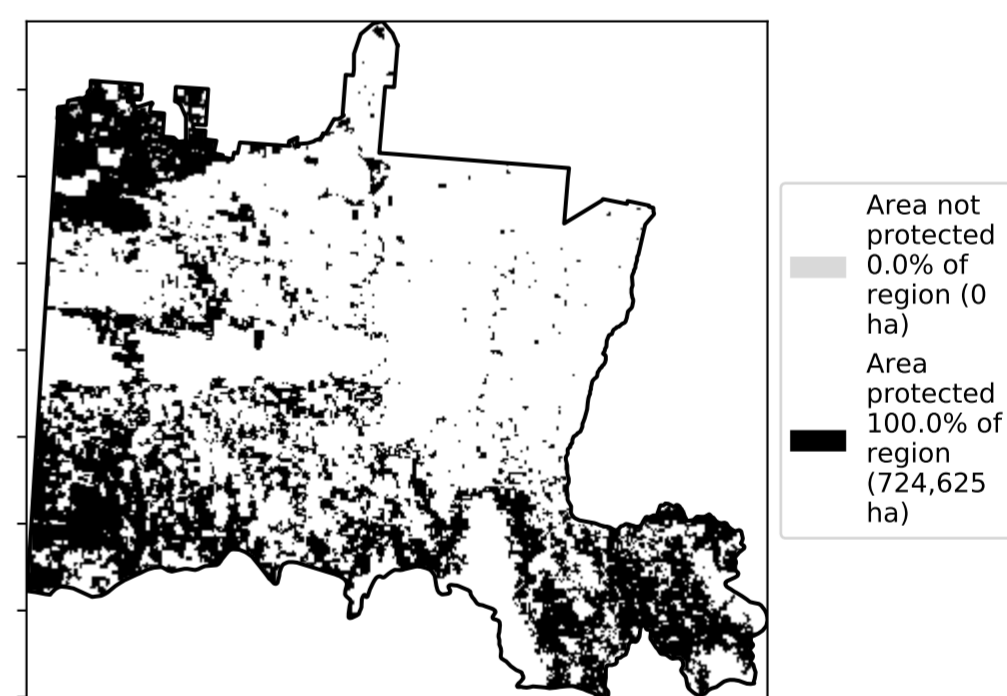 Area not
protected
0.0% of
region (0
ha)
Area
protected
100.0% of
region
(724,625
ha)